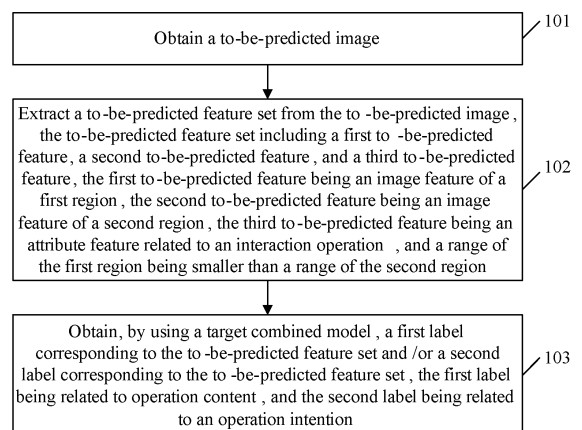 Obtain a to-be-predicted image
101
Extract a to-be-predicted feature set from the to -be-predicted image,
the to-be-predicted feature set including a first to -be-predicted
feature, a second to-be-predicted feature, and a third to-be-predicted
feature, the first to-be-predicted feature being an image feature of a
first region, the second to-be-predicted feature being an image
feature of a second region, the third to-be-predicted feature being an
attribute feature related to an interaction operation , and a range of
the first region being smaller than a range of the second region
102
Obtain, by using a target combined model, a first label
corresponding to the to -be-predicted feature set and /or a second
label corresponding to the to -be-predicted feature set, the first label
being related to operation content, and the second label being related
to an operation intention
103